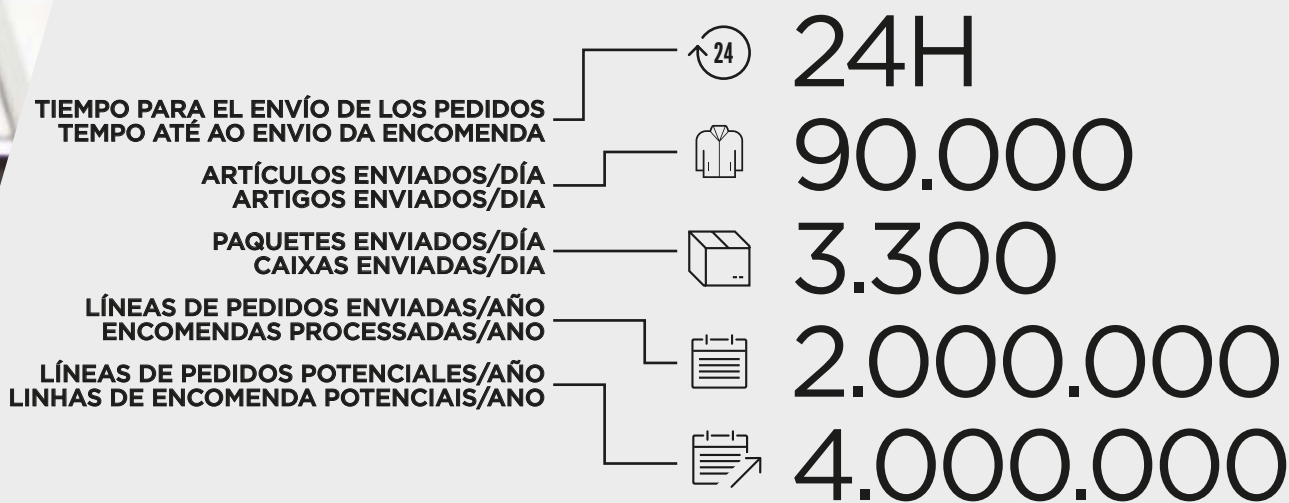 TIEMPO PARA EL ENVÍO DE LOS PEDIDOS
TEMPO ATÉ AO ENVIO DA ENCOMENDA
24
24H
ARTÍCULOS ENVIADOS/DÍA
ARTIGOS ENVIADOS/DIA
90.000
PAQUETES ENVIADOS/DÍA
CAIXAS ENVIADAS/DIA
3.300
LÍNEAS DE PEDIDOS ENVIADAS/AÑO
ENCOMENDAS PROCESSADAS/ANO
2.000.000
LÍNEAS DE PEDIDOS POTENCIALES/AÑO
LINHAS DE ENCOMENDA POTENCIAIS/ANO
4.000.000